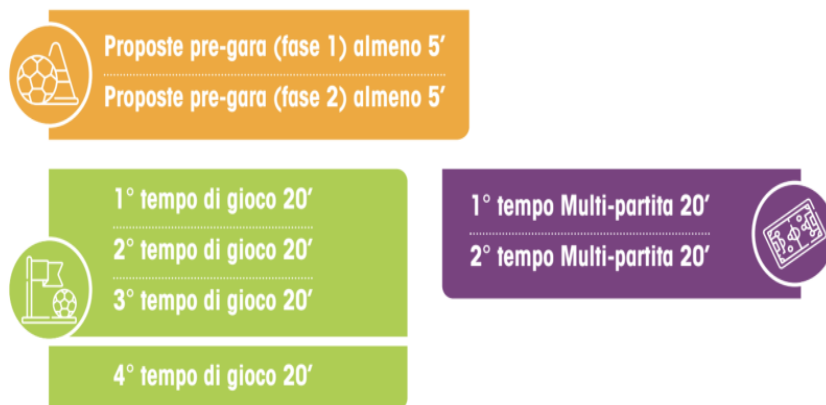 Proposte pre-gara (fase 1) almeno 5’
Proposte pre-gara (fase 2) almeno 5’
1° tempo di gioco 20’
2° tempo di gioco 20’
3° tempo di gioco 20’
4° tempo di gioco 20’
1° tempo Multi-partita 20’
2° tempo Multi-partita 20’